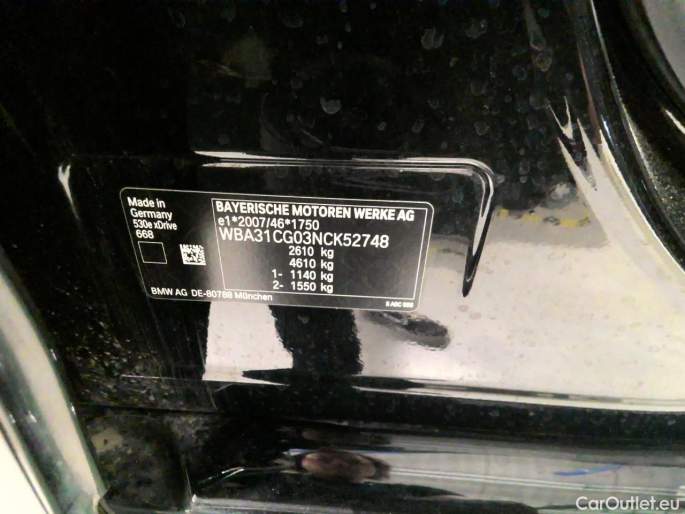 Made in
Germany
530e xDrive
668
BAYERISCHE MOTOREN WERKE AG
e1*2007/46*1750
WBA31CG03NCK52748
2610 kg
4610 kg
1- 1140 kg
2- 1550 kg
BMW AG DE-80788 München
CarOutlet.eu